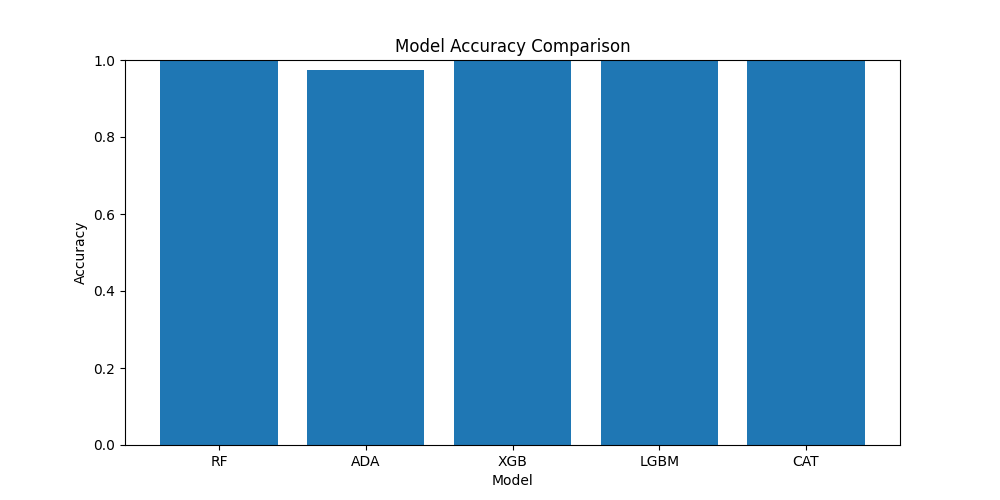 Model Accuracy Comparison
1.0
0.8
0.6
0.4
0.2
0.0
Accuracy
RF ADA XGB LGBM CAT
Model